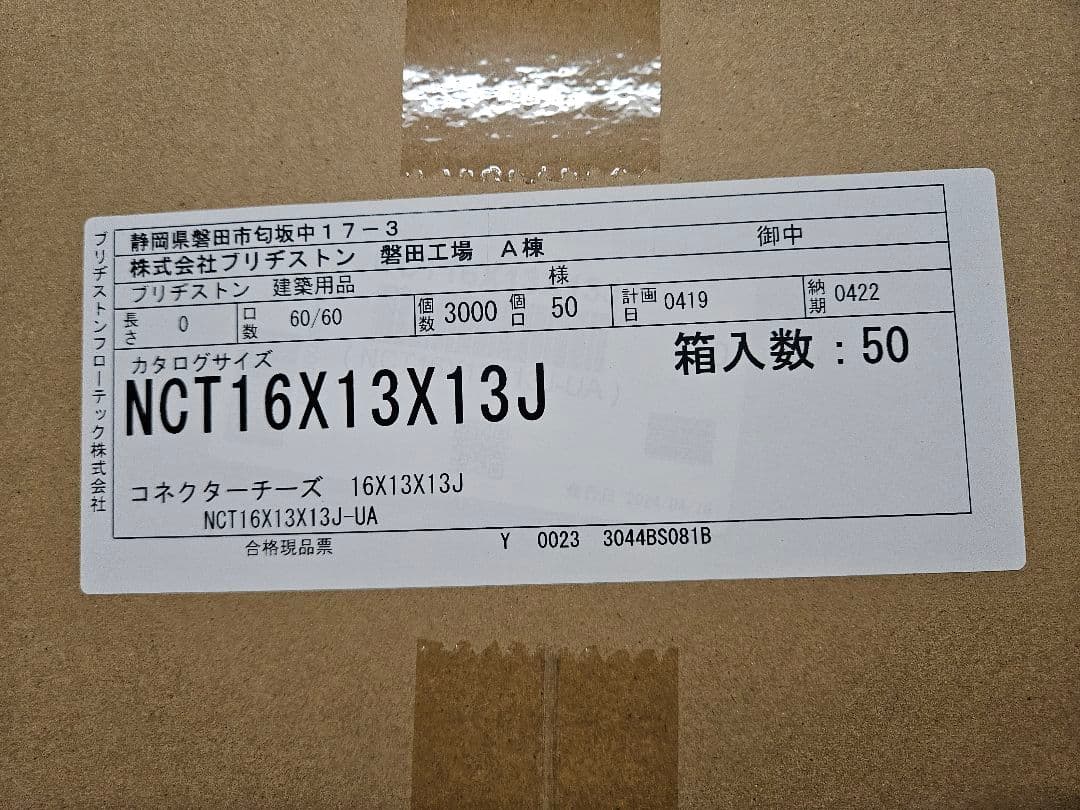 ブリヂストンフローテック株式会社
静岡県磐田市匂坂中１７－３
株式会社ブリヂストン 磐田工場 Ａ棟 御中
ブリヂストン 建築用品 様
長さ 0 口数 60/60 個数 3000 個口 50 計画日 0419 納期 0422
カタログサイズ 箱入数：50
NCT16X13X13J
コネクターチーズ 16X13X13J
NCT16X13X13J-UA
合格現品票 Y 0023 3044BS081B